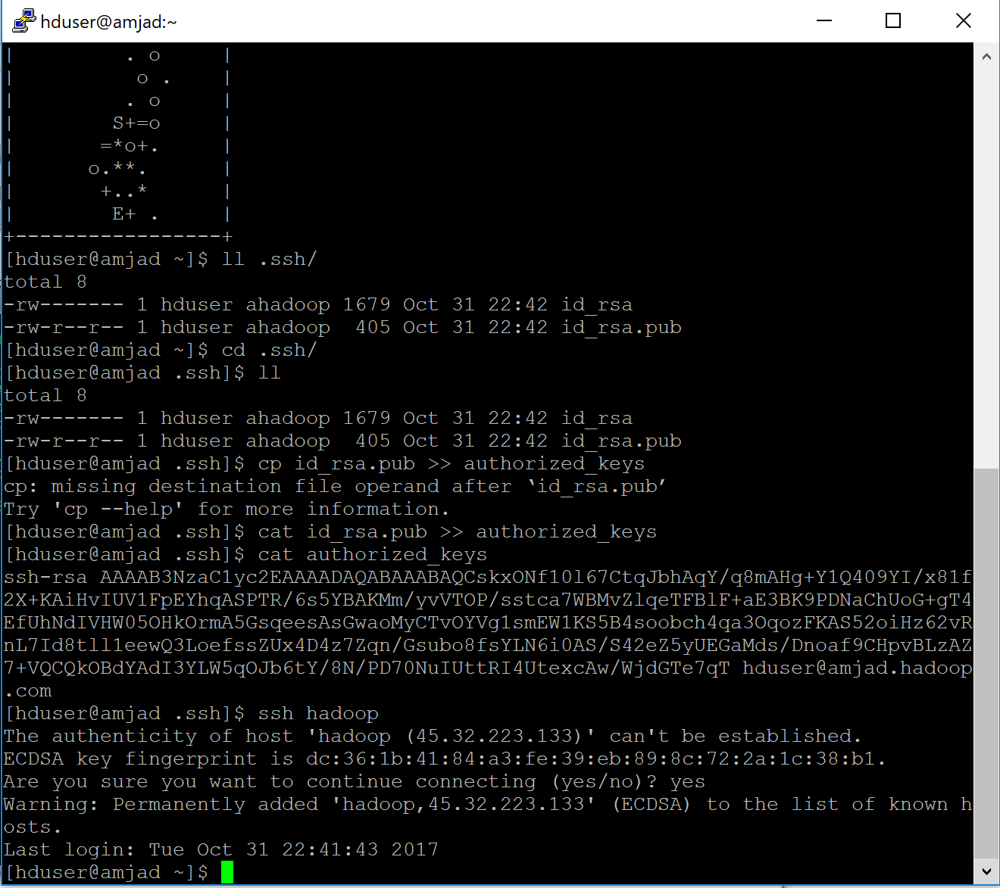 hduser@amjad:~
|          . o     |
|           o .    |
|          . o     |
|         S+=o     |
|        =*o+.     |
|       o.**.      |
|        +..*      |
|         E+ .     |
+-----------------+
[hduser@amjad ~]$ ll .ssh/
total 8
-rw------- 1 hduser ahadoop 1679 Oct 31 22:42 id_rsa
-rw-r--r-- 1 hduser ahadoop  405 Oct 31 22:42 id_rsa.pub
[hduser@amjad ~]$ cd .ssh/
[hduser@amjad .ssh]$ ll
total 8
-rw------- 1 hduser ahadoop 1679 Oct 31 22:42 id_rsa
-rw-r--r-- 1 hduser ahadoop  405 Oct 31 22:42 id_rsa.pub
[hduser@amjad .ssh]$ cp id_rsa.pub >> authorized_keys
cp: missing destination file operand after ‘id_rsa.pub’
Try 'cp --help' for more information.
[hduser@amjad .ssh]$ cat id_rsa.pub >> authorized_keys
[hduser@amjad .ssh]$ cat authorized_keys
ssh-rsa AAAAB3NzaC1yc2EAAAADAQABAAABAQCskxONf10l67CtqJbhAqY/q8mAHg+Y1Q409YI/x81f
2X+KAiHvIUV1FpEYhqASPTR/6s5YBAKMm/yvVTOP/sstca7WBMvZlqeTFBlF+aE3BK9PDNaChUoG+gT4
EfUhNdIVHW05OHkOrmA5GsqeesAsGwaoMyCTvOYVg1smEW1KS5B4soobch4qa3OqozFKAS52oiHz62vR
nL7Id8tll1eewQ3LoefssZUx4D4z7Zqn/Gsubo8fsYLN6i0AS/S42eZ5yUEGaMds/Dnoaf9CHpvBLzAZ
7+VQCQkOBdYAdI3YLW5qOJb6tY/8N/PD70NuIUttRI4UtexcAw/WjdGTe7qT hduser@amjad.hadoop
.com
[hduser@amjad .ssh]$ ssh hadoop
The authenticity of host 'hadoop (45.32.223.133)' can't be established.
ECDSA key fingerprint is dc:36:1b:41:84:a3:fe:39:eb:89:8c:72:2a:1c:38:b1.
Are you sure you want to continue connecting (yes/no)? yes
Warning: Permanently added 'hadoop,45.32.223.133' (ECDSA) to the list of known h
osts.
Last login: Tue Oct 31 22:41:43 2017
[hduser@amjad ~]$